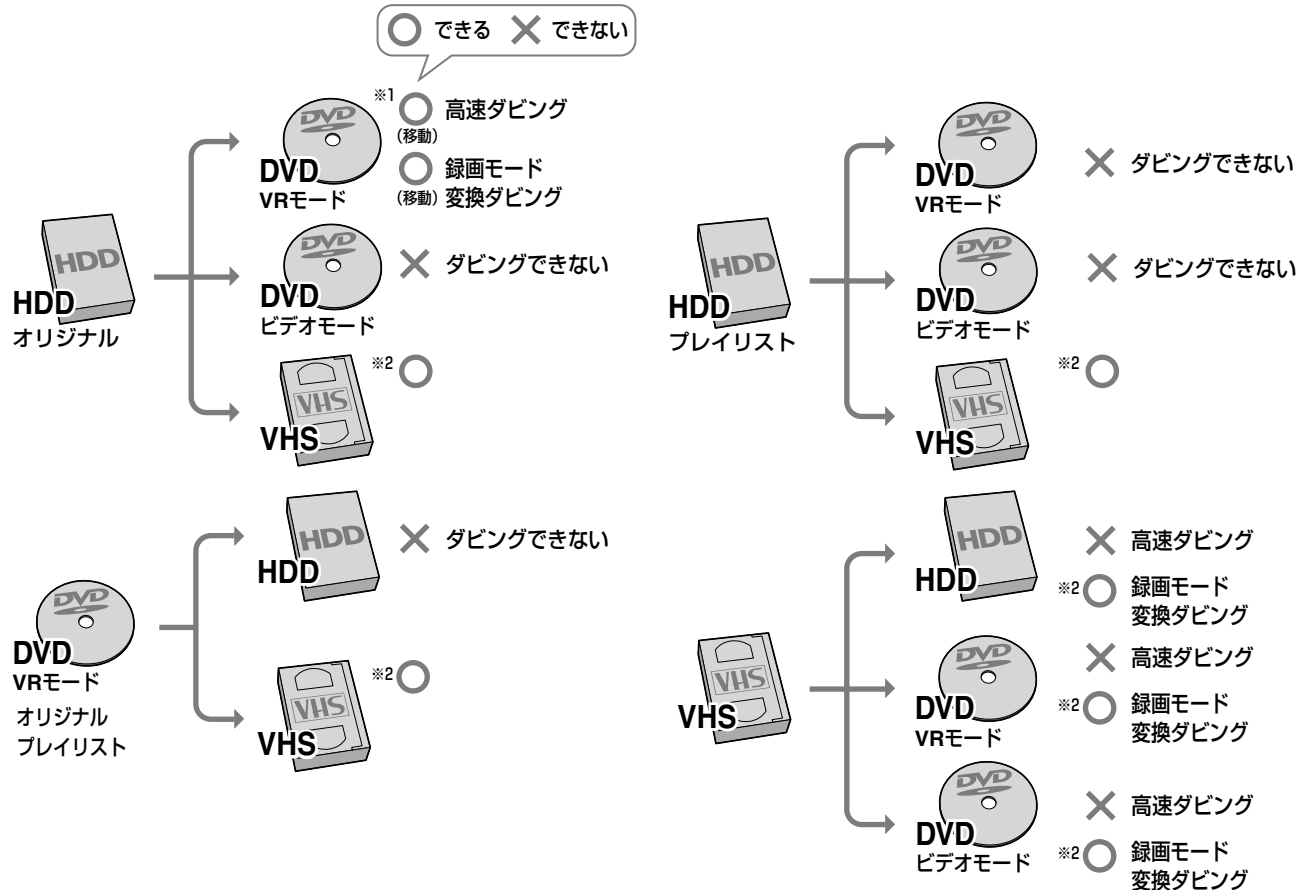 ○ できる × できない
DVD
DVD
VRモード
※1 ○ 高速ダビング
(移動)
○ 録画モード
(移動) 変換ダビング
HDD
HDD
オリジナル
DVD
DVD
ビデオモード
× ダビングできない
VHS
VHS
※2 ○
HDD
HDD
プレイリスト
DVD
DVD
VRモード
× ダビングできない
DVD
DVD
ビデオモード
× ダビングできない
VHS
VHS
※2 ○
DVD
DVD
VRモード
オリジナル
プレイリスト
HDD
HDD
× ダビングできない
VHS
VHS
※2 ○
VHS
VHS
HDD
HDD
× 高速ダビング
※2 ○ 録画モード
変換ダビング
DVD
DVD
VRモード
× 高速ダビング
※2 ○ 録画モード
変換ダビング
DVD
DVD
ビデオモード
× 高速ダビング
※2 ○ 録画モード
変換ダビング